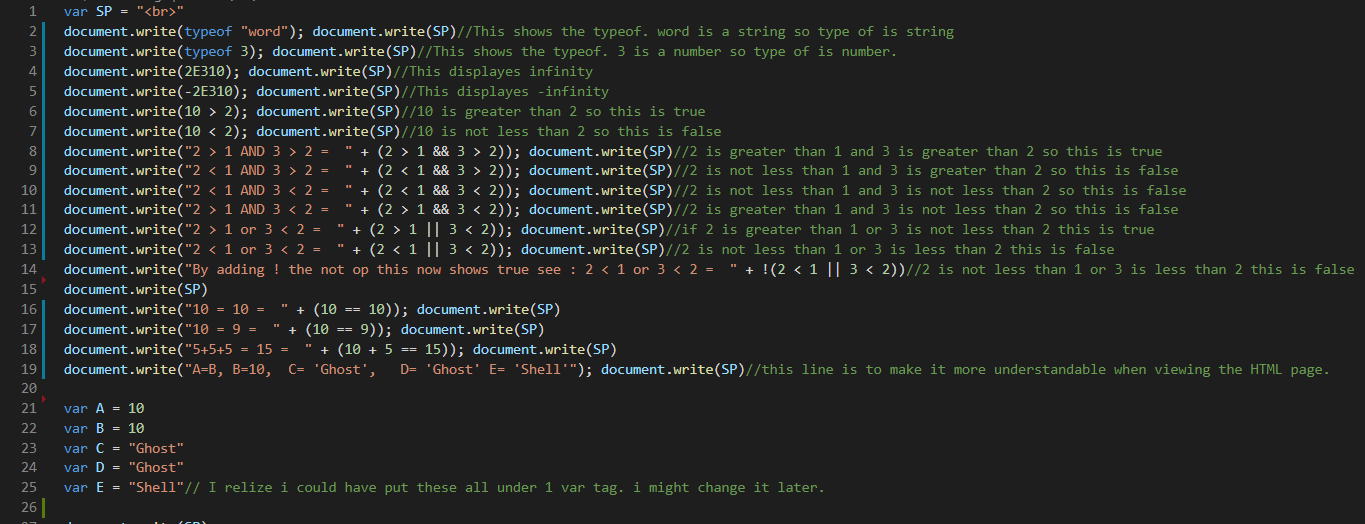 1 var SP = "<br>"
2 document.write(typeof "word"); document.write(SP)//This shows the typeof. word is a string so type of is string
3 document.write(typeof 3); document.write(SP)//This shows the typeof. 3 is a number so type of is number.
4 document.write(2E310); document.write(SP)//This displayes infinity
5 document.write(-2E310); document.write(SP)//This displayes -infinity
6 document.write(10 > 2); document.write(SP)//10 is greater than 2 so this is true
7 document.write(10 < 2); document.write(SP)//10 is not less than 2 so this is false
8 document.write("2 > 1 AND 3 > 2 =  " + (2 > 1 && 3 > 2)); document.write(SP)//2 is greater than 1 and 3 is greater than 2 so this is true
9 document.write("2 < 1 AND 3 > 2 =  " + (2 < 1 && 3 > 2)); document.write(SP)//2 is not less than 1 and 3 is greater than 2 so this is false
10 document.write("2 < 1 AND 3 < 2 =  " + (2 < 1 && 3 < 2)); document.write(SP)//2 is not less than 1 and 3 is not less than 2 so this is false
11 document.write("2 > 1 AND 3 < 2 =  " + (2 > 1 && 3 < 2)); document.write(SP)//2 is greater than 1 and 3 is not less than 2 so this is false
12 document.write("2 > 1 or 3 < 2 =  " + (2 > 1 || 3 < 2)); document.write(SP)//if 2 is greater than 1 or 3 is not less than 2 this is true
13 document.write("2 < 1 or 3 < 2 =  " + (2 < 1 || 3 < 2)); document.write(SP)//2 is not less than 1 or 3 is less than 2 this is false
14 document.write("By adding ! the not op this now shows true see : 2 < 1 or 3 < 2 =  " + !(2 < 1 || 3 < 2))//2 is not less than 1 or 3 is less than 2 this is false
15 document.write(SP)
16 document.write("10 = 10 =  " + (10 == 10)); document.write(SP)
17 document.write("10 = 9 =  " + (10 == 9)); document.write(SP)
18 document.write("5+5+5 = 15 =  " + (10 + 5 == 15)); document.write(SP)
19 document.write("A=B, B=10,  C= 'Ghost',   D= 'Ghost' E= 'Shell'"); document.write(SP)//this line is to make it more understandable when viewing the HTML page.
20
21 var A = 10
22 var B = 10
23 var C = "Ghost"
24 var D = "Ghost"
25 var E = "Shell"// I relize i could have put these all under 1 var tag. i might change it later.
26